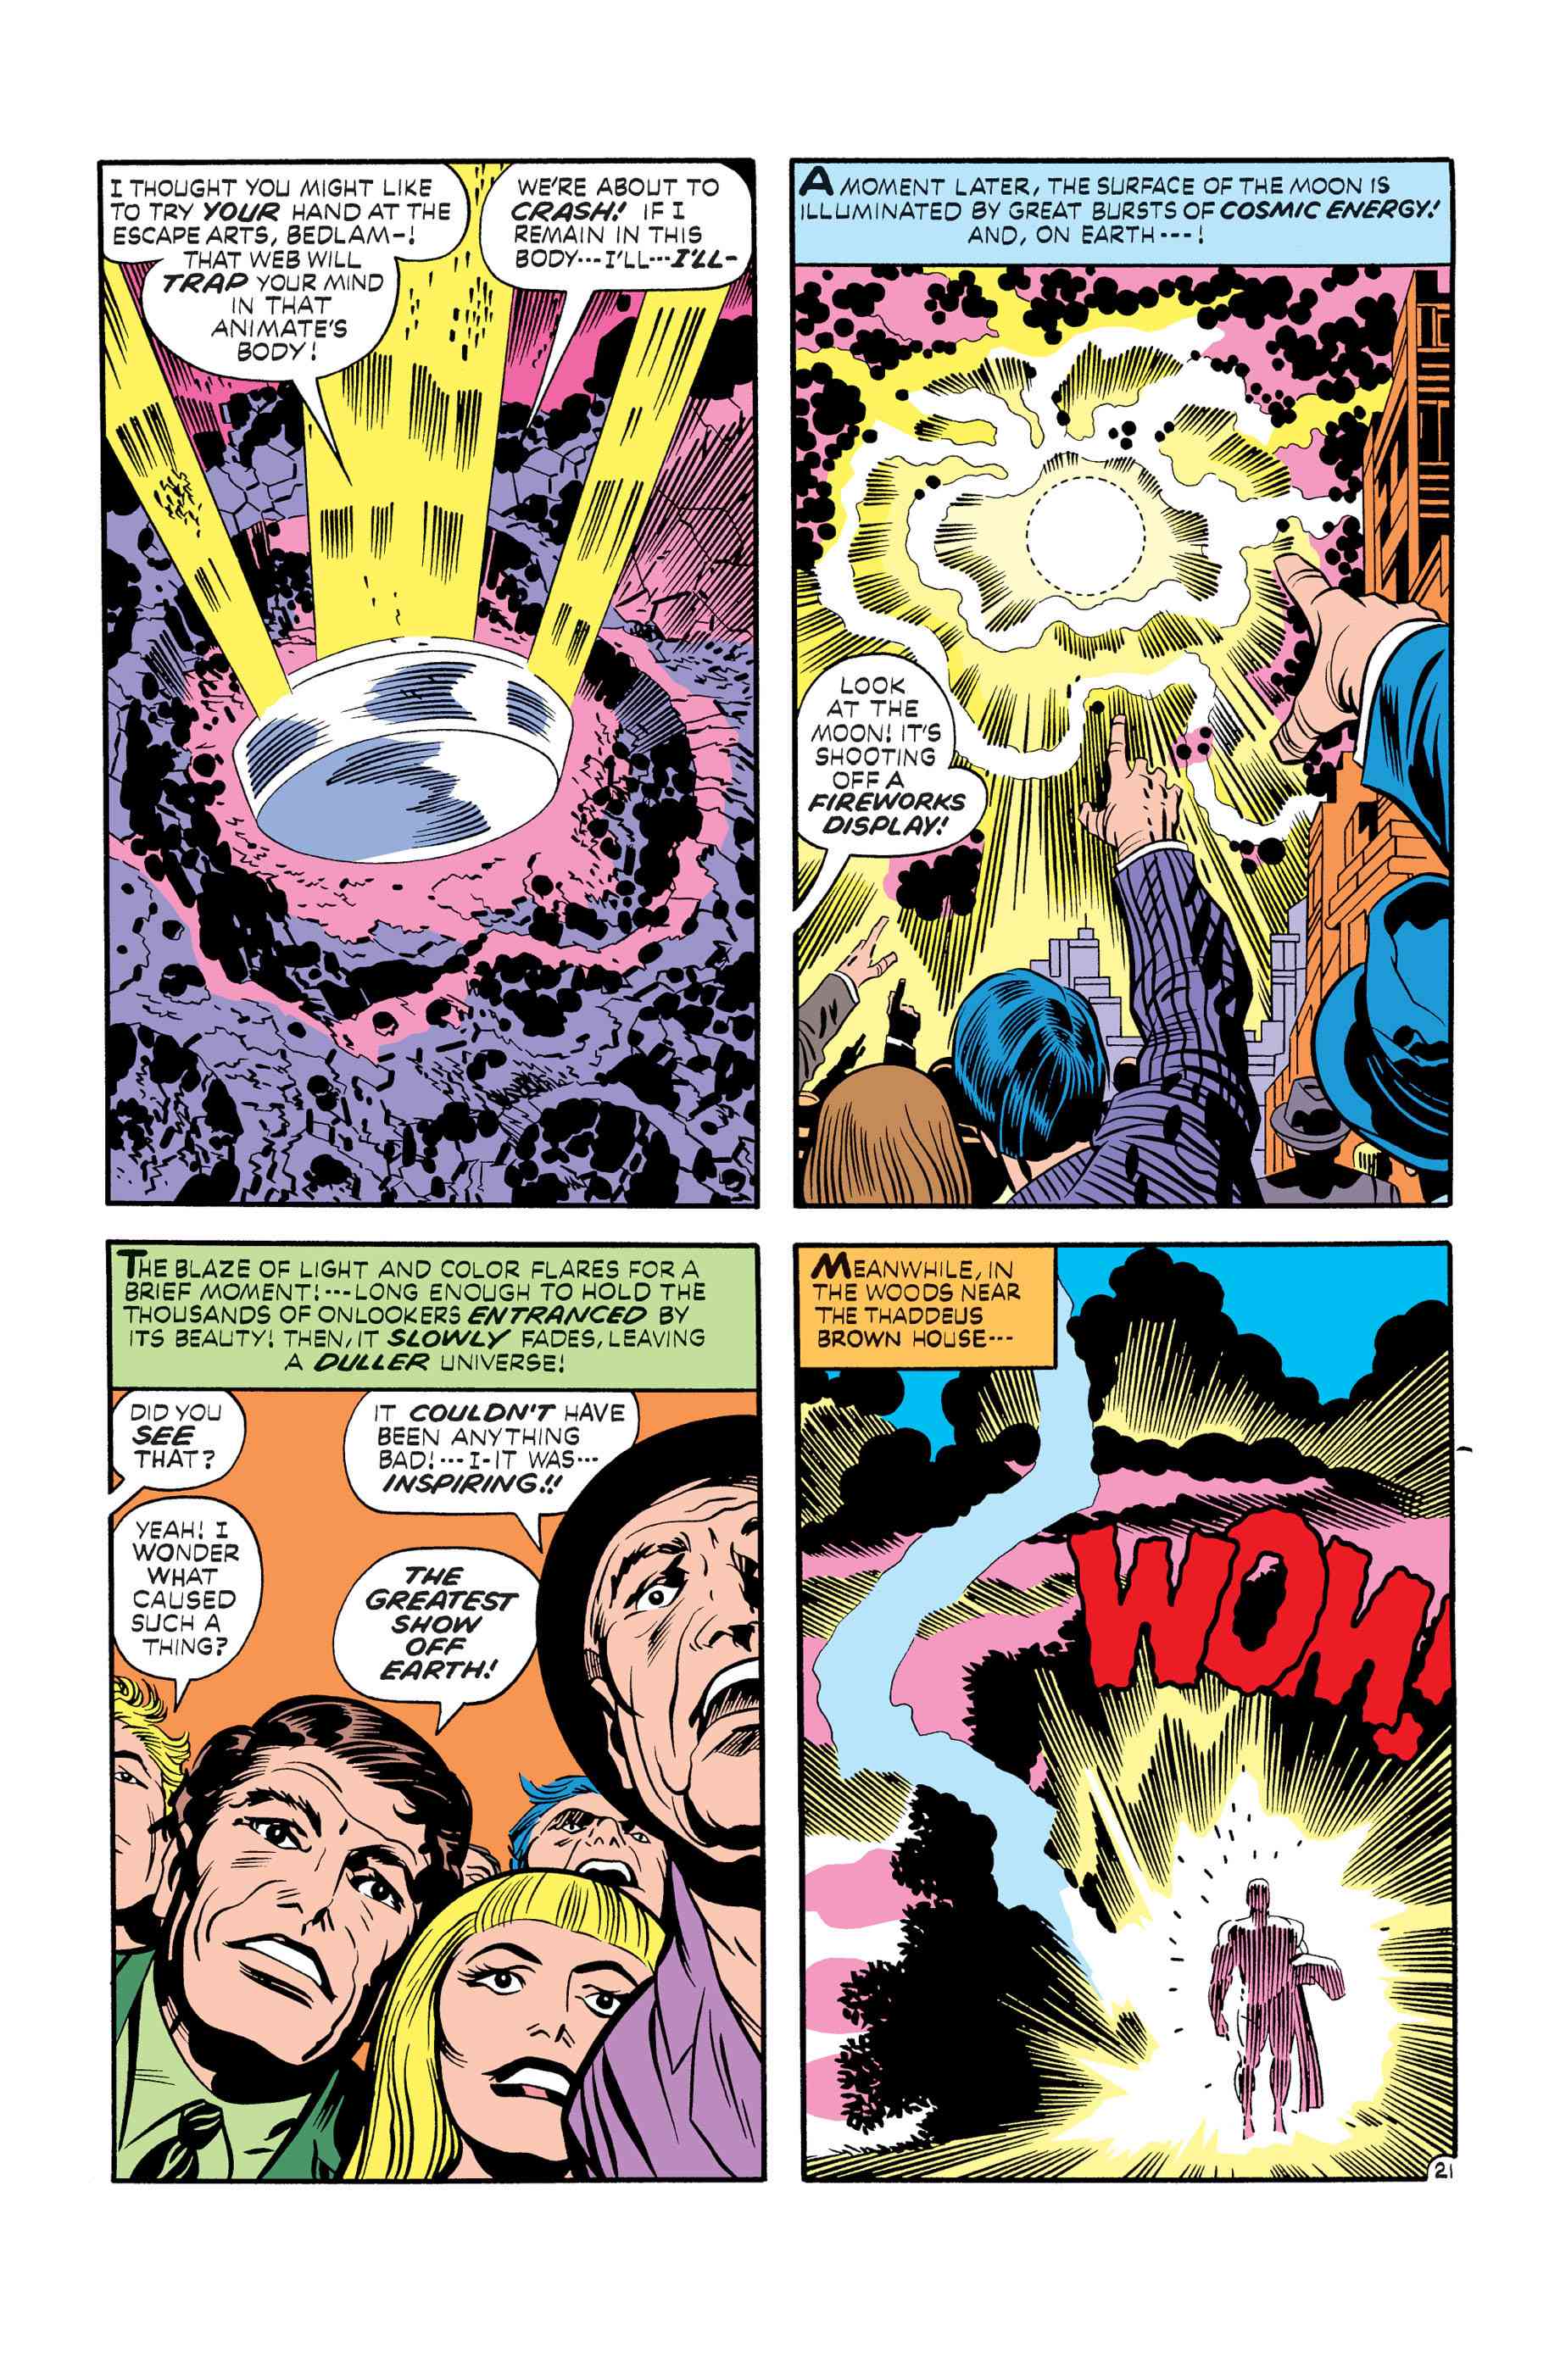 I THOUGHT YOU MIGHT LIKE
TO TRY YOUR HAND AT THE
ESCAPE ARTS, BEDLAM-!
THAT WEB WILL
TRAP YOUR MIND
IN THAT
ANIMATE'S
BODY!
WE'RE ABOUT TO
CRASH! IF I
REMAIN IN THIS
BODY---I'LL---I'LL-
A MOMENT LATER, THE SURFACE OF THE MOON IS
ILLUMINATED BY GREAT BURSTS OF COSMIC ENERGY!
AND, ON EARTH---!
LOOK
AT THE
MOON! IT'S
SHOOTING
OFF A
FIREWORKS
DISPLAY!
THE BLAZE OF LIGHT AND COLOR FLARES FOR A
BRIEF MOMENT!---LONG ENOUGH TO HOLD THE
THOUSANDS OF ONLOOKERS ENTRANCED BY
ITS BEAUTY! THEN, IT SLOWLY FADES, LEAVING
A DULLER UNIVERSE!
DID YOU
SEE
THAT?
YEAH! I
WONDER
WHAT
CAUSED
SUCH A
THING?
IT COULDN'T HAVE
BEEN ANYTHING
BAD!---I-IT WAS---
INSPIRING!!
THE
GREATEST
SHOW
OFF
EARTH!
MEANWHILE, IN
THE WOODS NEAR
THE THADDEUS
BROWN HOUSE---
WOM!
21